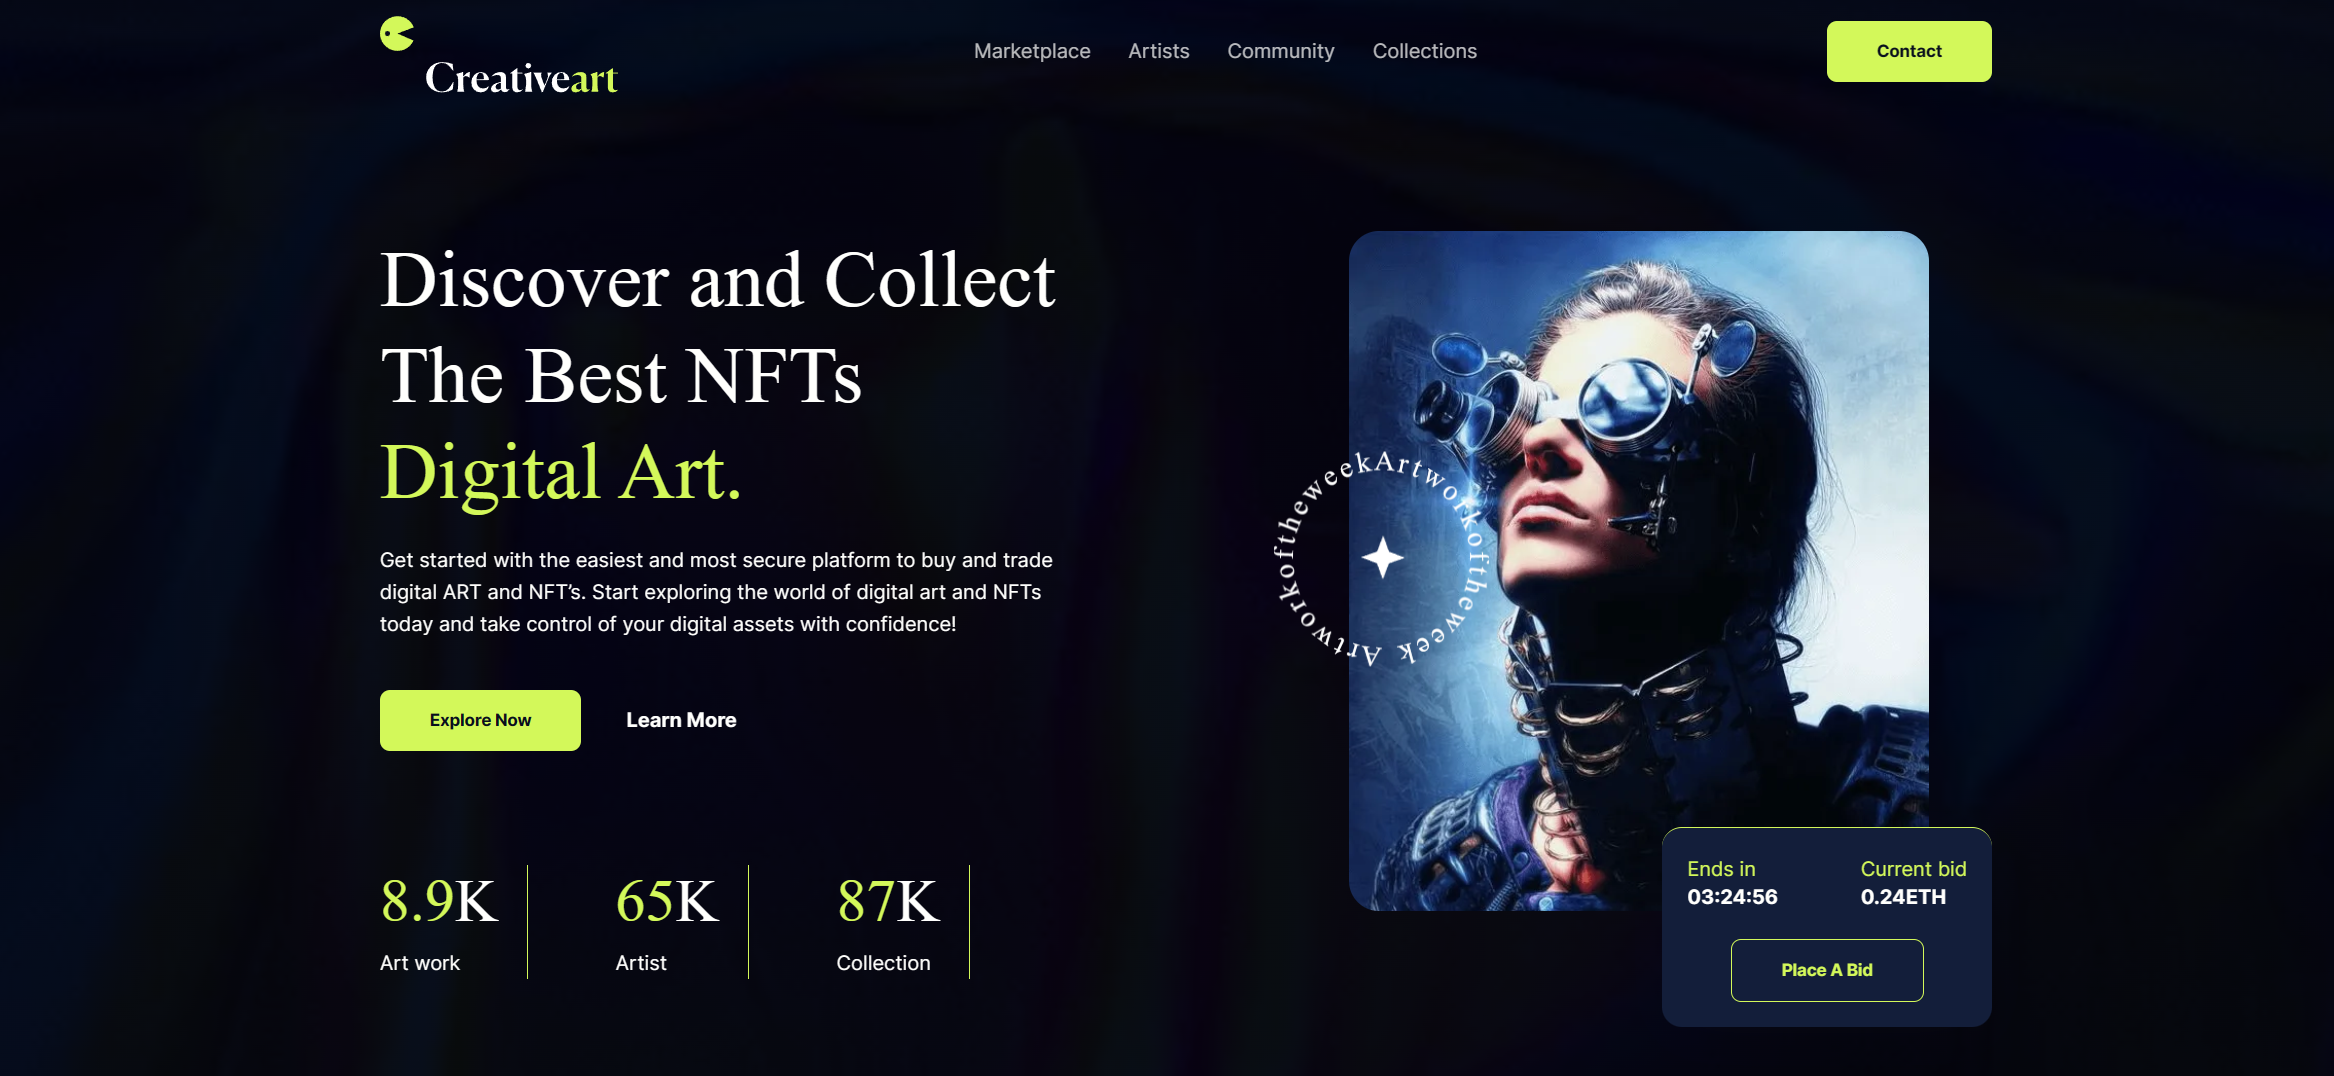 Creativeart
Marketplace
Artists
Community
Collections
Contact
Discover and Collect
The Best NFTs
Digital Art.
Get started with the easiest and most secure platform to buy and trade
digital ART and NFT’s. Start exploring the world of digital art and NFTs
today and take control of your digital assets with confidence!
Explore Now
Learn More
8.9K
Art work
65K
Artist
87K
Collection
Artworkoftheweek Artworkoftheweek
Ends in
03:24:56
Current bid
0.24ETH
Place A Bid